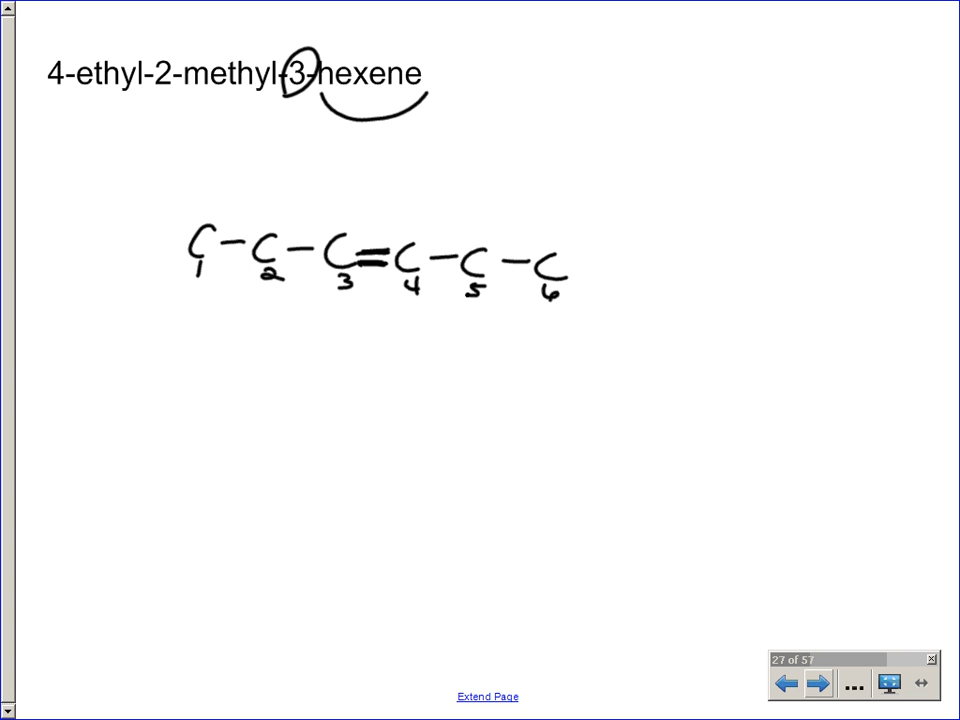 4-ethyl-2-methyl-3-hexene
C - C - C = C - C - C
1 2 3 4 5 6
27 of 57
...
Extend Page